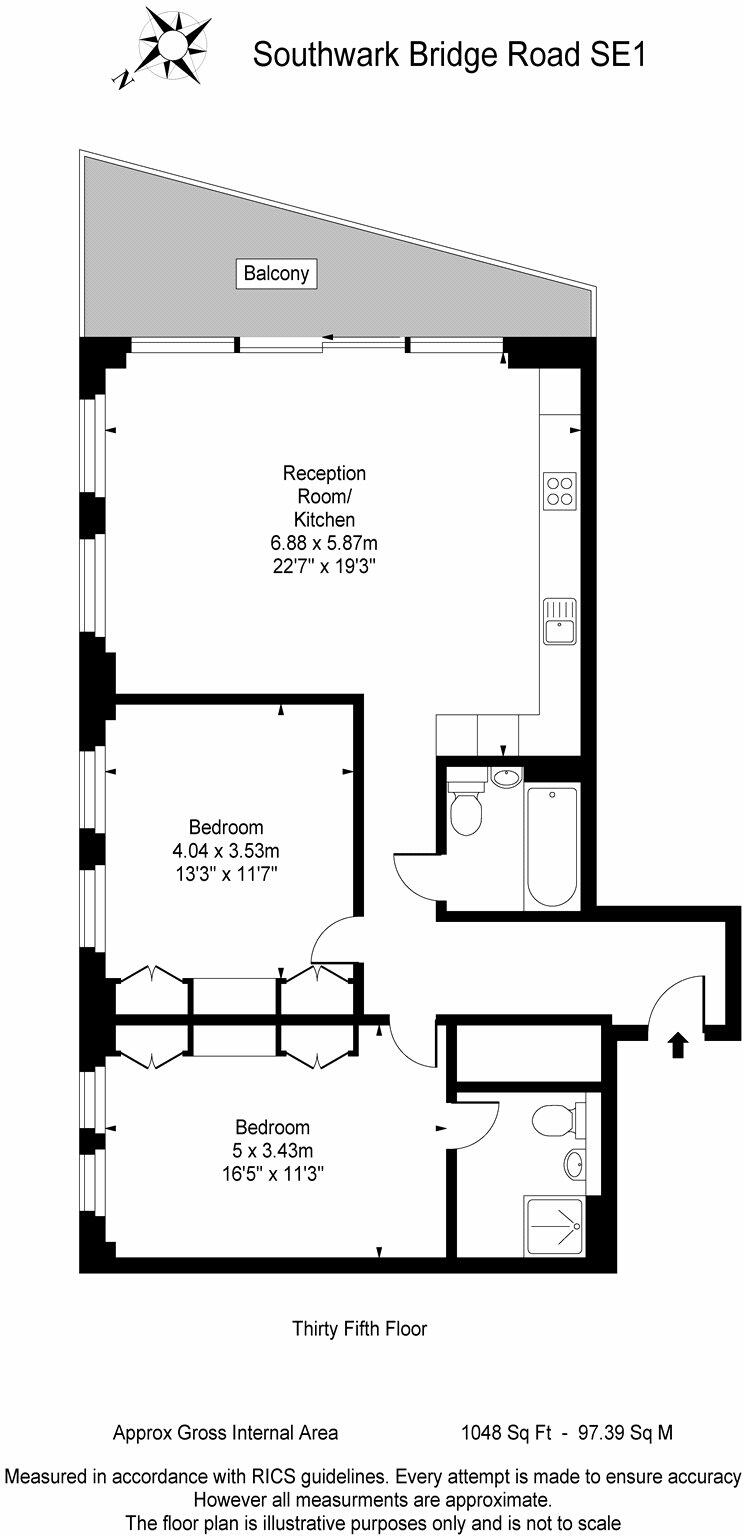 N
Southwark Bridge Road SE1
Balcony
Reception
Room/
Kitchen
6.88 x 5.87m
22'7" x 19'3"
Bedroom
4.04 x 3.53m
13'3" x 11'7"
Bedroom
5 x 3.43m
16'5" x 11'3"
Thirty Fifth Floor
Approx Gross Internal Area 1048 Sq Ft - 97.39 Sq M
Measured in accordance with RICS guidelines. Every attempt is made to ensure accuracy
However all measurments are approximate.
The floor plan is illustrative purposes only and is not to scale